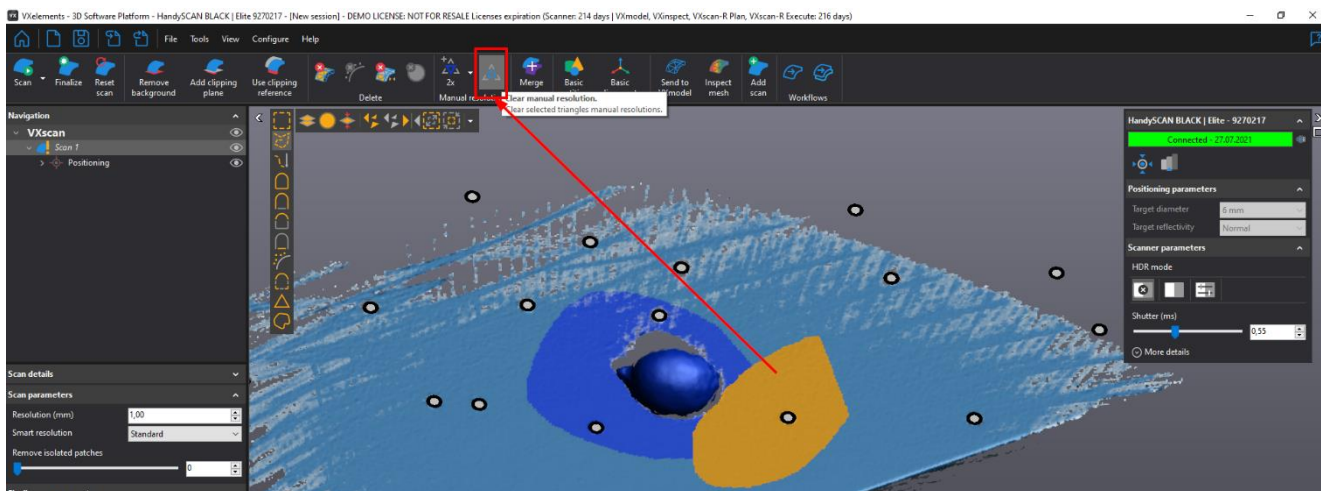 VXelements - 3D Software Platform - HandySCAN BLACK | Elite 9270217 - [New session] - DEMO LICENSE: NOT FOR RESALE Licenses expiration (Scanner: 214 days | VXmodel, VXinspect, VXscan-R Plan, VXscan-R Execute: 216 days)
File Tools View Configure Help
Scan
Finalize
Reset scan
Remove background
Add clipping plane
Use clipping reference
Delete
2x
Manual resolution
Merge
Basic
Basic
Send to VXmodel
Inspect mesh
Add scan
Workflows
Clear manual resolution.
Clear selected triangles manual resolutions.
Navigation
VXscan
Scan 1
Positioning
Scan details
Scan parameters
Resolution (mm) 1,00
Smart resolution Standard
Remove isolated patches
0
HandySCAN BLACK | Elite - 9270217
Connected - 27.07.2021
Positioning parameters
Target diameter 6 mm
Target reflectivity Normal
Scanner parameters
HDR mode
Shutter (ms)
0,55
More details